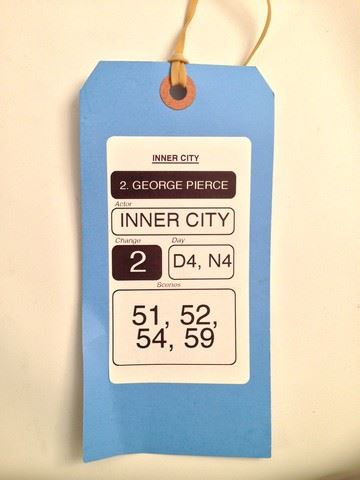 INNER CITY
2. GEORGE PIERCE
Actor
INNER CITY
Change Day
2 D4, N4
Scenes
51, 52,
54, 59